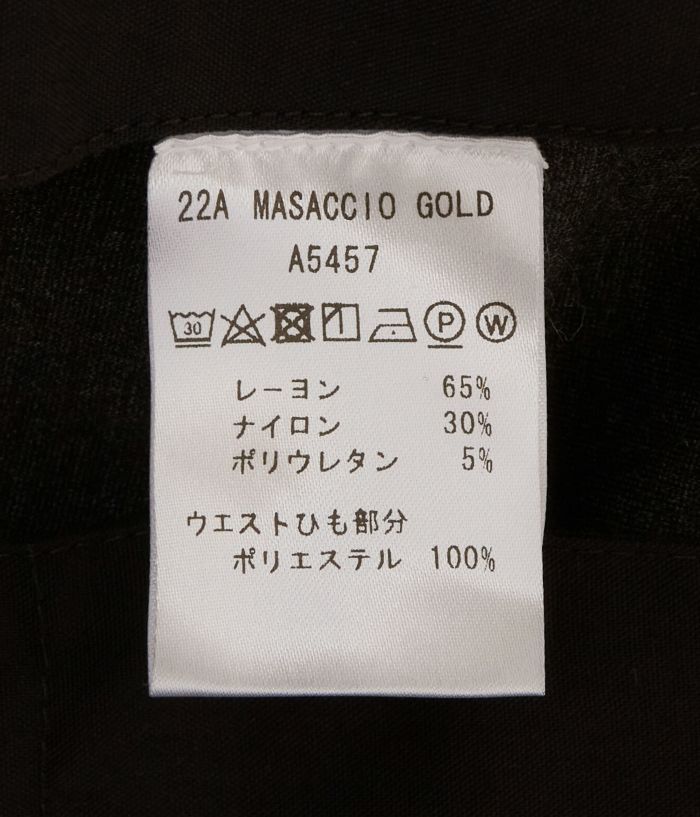 22A MASACCIO GOLD
A5457
30 P W
レーヨン 65%
ナイロン 30%
ポリウレタン 5%
ウエストひも部分
ポリエステル 100%